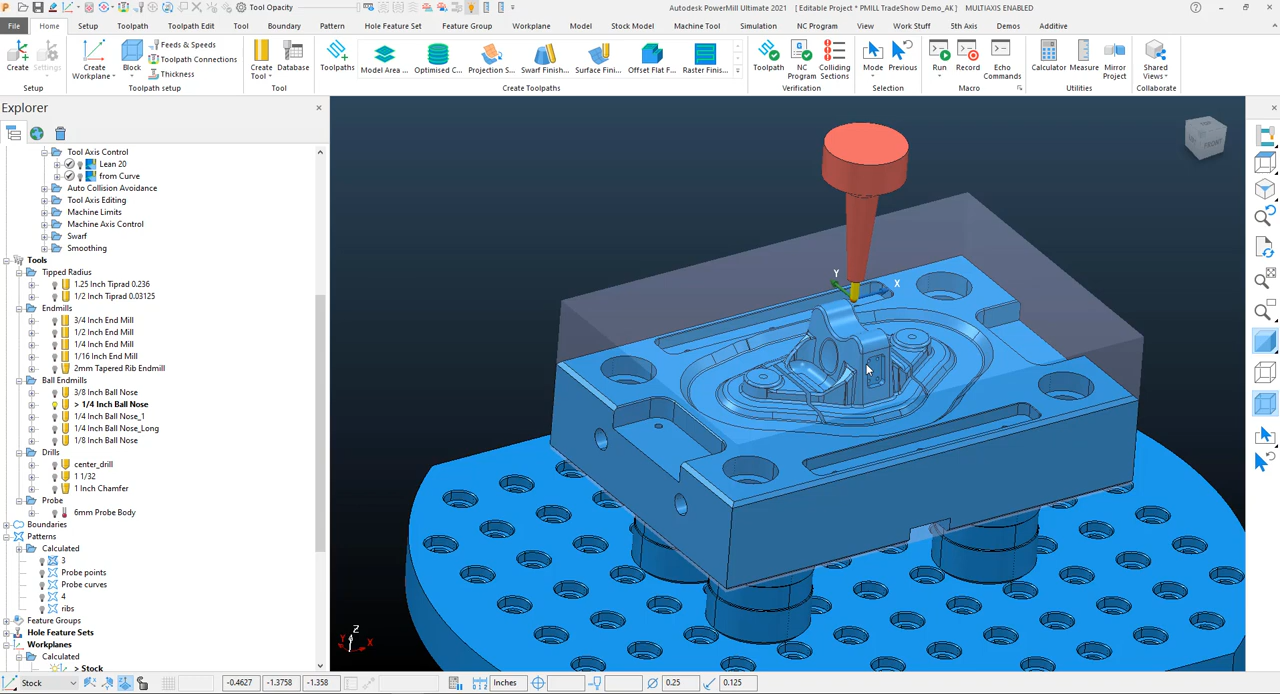 Tool Opacity
Autodesk PowerMill Ultimate 2021 [ Editable Project * PMILL TradeShow Demo_AK ] MULTIAXIS ENABLED
File Home Setup Toolpath Toolpath Edit Tool Boundary Pattern Hole Feature Set Feature Group Workplane Model Stock Model Machine Tool Simulation NC Program View Work Stuff 5th Axis Demos Additive
Create Settings
Create Workplane
Block
Feeds & Speeds
Toolpath Connections
Thickness
Create Tool
Database
Toolpaths
Model Area ...
Optimised C...
Projection S...
Swarf Finish...
Surface Fini...
Offset Flat F...
Raster Finis...
Toolpath
NC Program
Colliding Sections
Mode
Previous
Run
Record
Echo Commands
Calculator
Measure
Mirror Project
Shared Views
Setup Toolpath setup Tool Create Toolpaths Verification Selection Macro Utilities Collaborate
Explorer
Tool Axis Control
Lean 20
from Curve
Auto Collision Avoidance
Tool Axis Editing
Machine Limits
Machine Axis Control
Swarf
Smoothing
Tools
Tipped Radius
1.25 Inch Tiprad 0.236
1/2 Inch Tiprad 0.03125
Endmills
3/4 Inch End Mill
1/2 Inch End Mill
1/4 Inch End Mill
1/16 Inch End Mill
2mm Tapered Rib Endmill
Ball Endmills
3/8 Inch Ball Nose
> 1/4 Inch Ball Nose
1/4 Inch Ball Nose_1
1/4 Inch Ball Nose_Long
1/8 Inch Ball Nose
Drills
center_drill
1 1/32
1 Inch Chamfer
Probe
6mm Probe Body
Boundaries
Patterns
Calculated
3
Probe points
Probe curves
4
ribs
Feature Groups
Hole Feature Sets
Workplanes
Calculated
> Stock
FRONT
Y
X
Z
Y
X
Stock -0.4627 -1.3758 -1.358 Inches 0.25 0.125